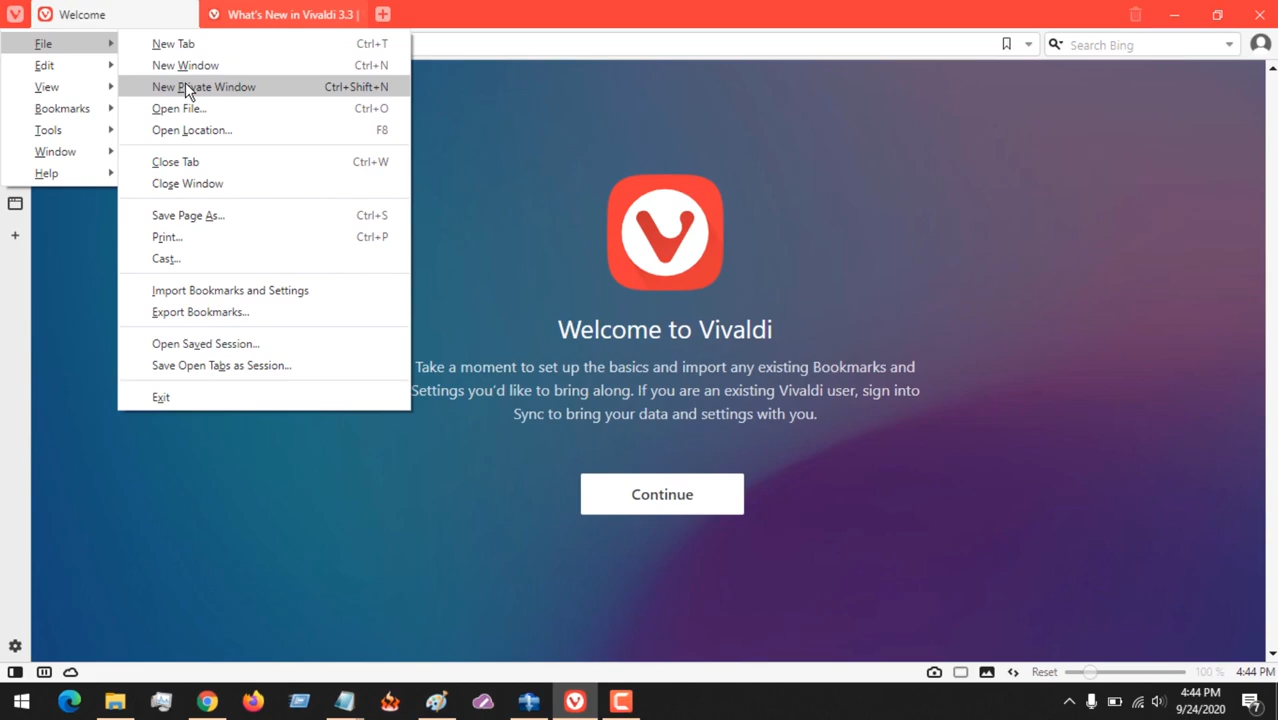 Welcome
What's New in Vivaldi 3.3 |
File
Edit
View
Bookmarks
Tools
Window
Help
New Tab Ctrl+T
New Window Ctrl+N
New Private Window Ctrl+Shift+N
Open File... Ctrl+O
Open Location... F8
Close Tab Ctrl+W
Close Window
Save Page As... Ctrl+S
Print... Ctrl+P
Cast...
Import Bookmarks and Settings
Export Bookmarks...
Open Saved Session...
Save Open Tabs as Session...
Exit
Search Bing
Welcome to Vivaldi
Take a moment to set up the basics and import any existing Bookmarks and
Settings you'd like to bring along. If you are an existing Vivaldi user, sign into
Sync to bring your data and settings with you.
Continue
Reset 100 % 4:44 PM
4:44 PM
9/24/2020
7